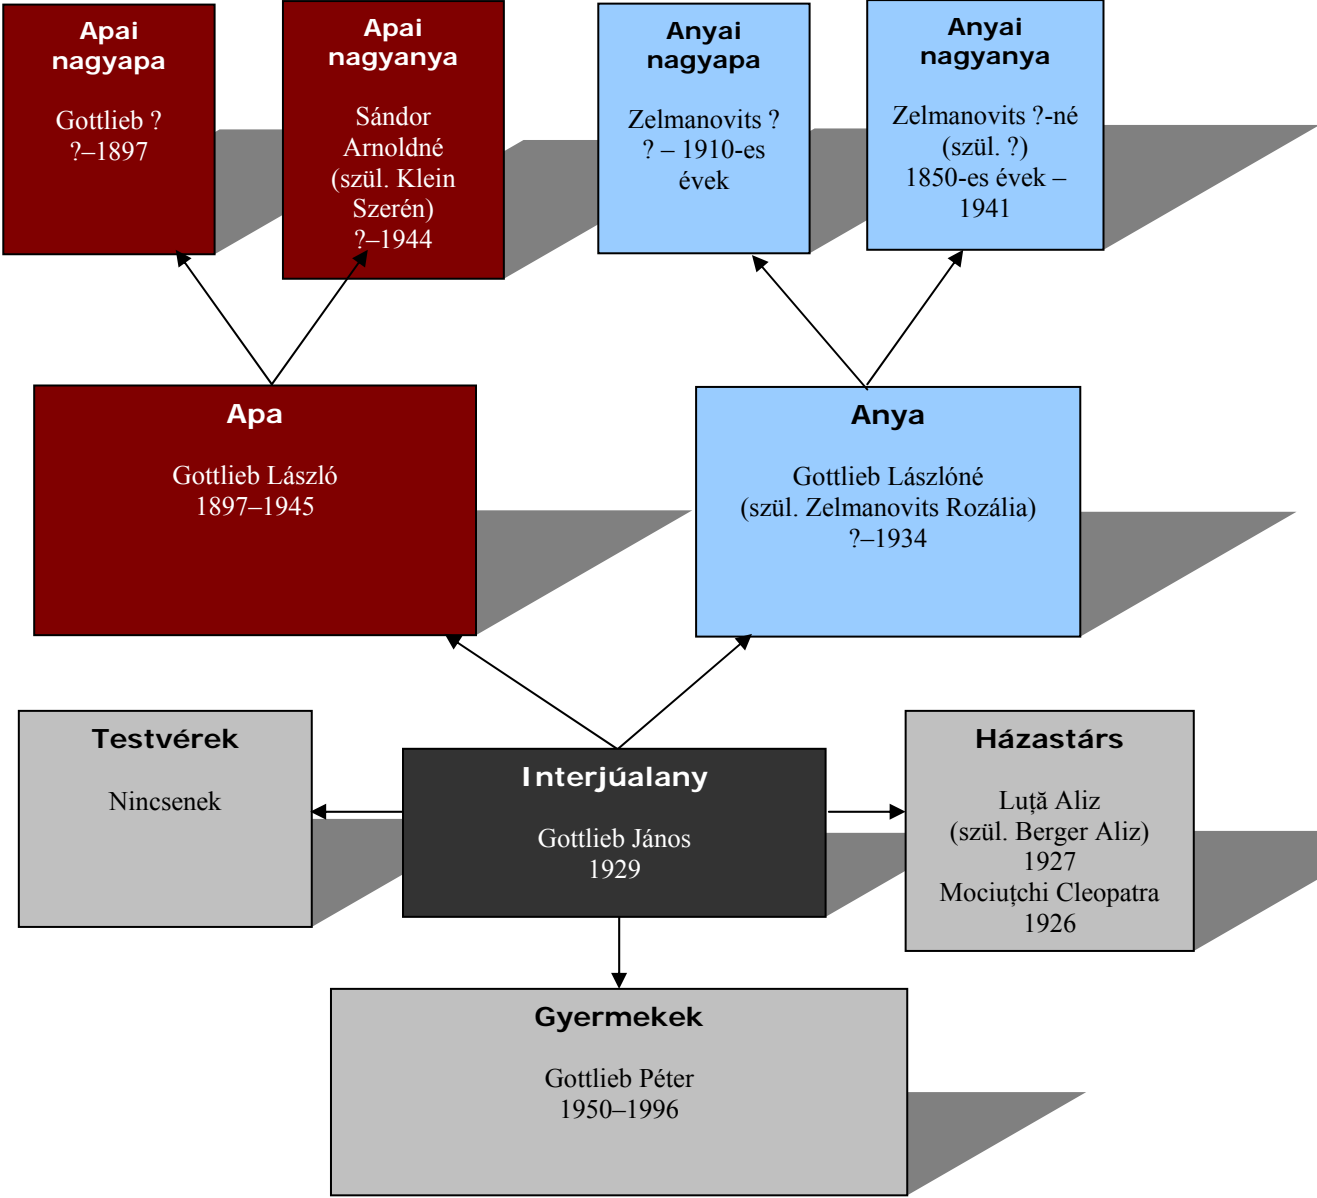 Apai
nagyapa
Gottlieb ?
?–1897
Apai
nagyanya
Sándor
Arnoldné
(szül. Klein
Szerén)
?–1944
Anyai
nagyapa
Zelmanovits ?
? – 1910-es
évek
Anyai
nagyanya
Zelmanovits ?-né
(szül. ?)
1850-es évek –
1941
Apa
Gottlieb László
1897–1945
Anya
Gottlieb Lászlóné
(szül. Zelmanovits Rozália)
?–1934
Testvérek
Nincsenek
Interjúalany
Gottlieb János
1929
Házastárs
Luță Aliz
(szül. Berger Aliz)
1927
Mociuțchi Cleopatra
1926
Gyermekek
Gottlieb Péter
1950–1996